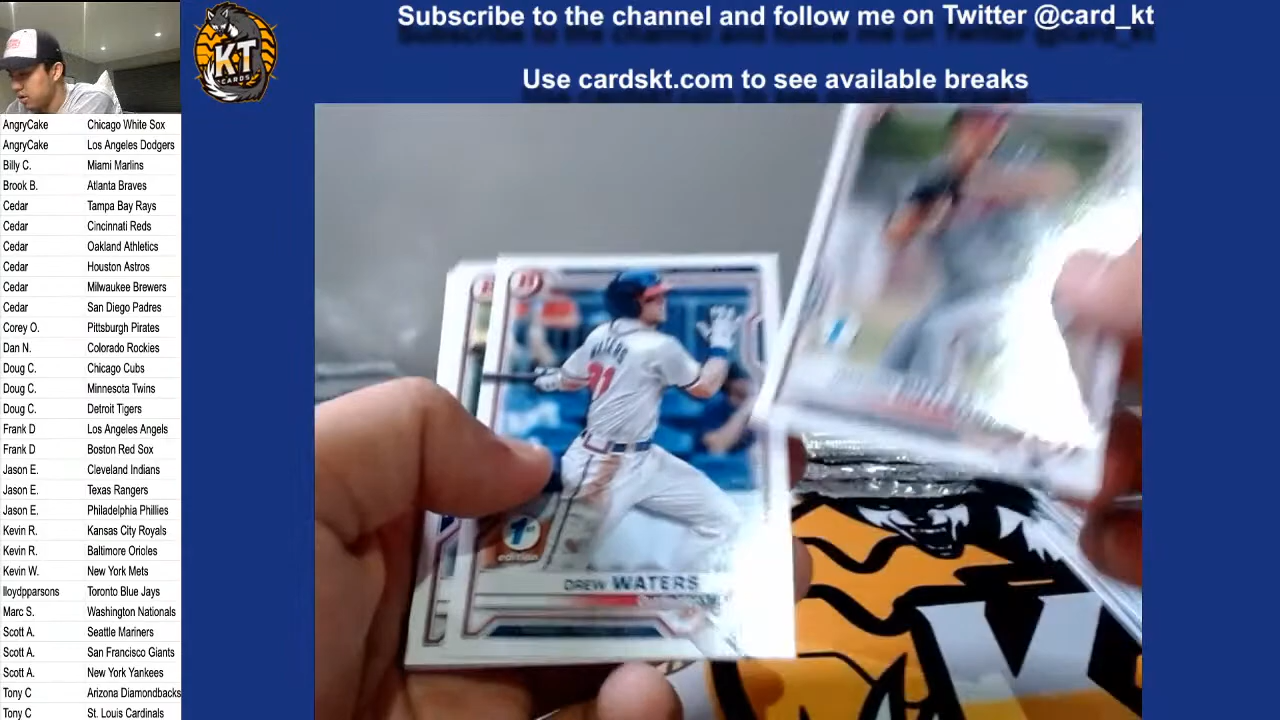 Subscribe to the channel and follow me on Twitter @card_kt
Use cardskt.com to see available breaks
KT
CARDS
AngryCake Chicago White Sox
AngryCake Los Angeles Dodgers
Billy C. Miami Marlins
Brook B. Atlanta Braves
Cedar Tampa Bay Rays
Cedar Cincinnati Reds
Cedar Oakland Athletics
Cedar Houston Astros
Cedar Milwaukee Brewers
Cedar San Diego Padres
Corey O. Pittsburgh Pirates
Dan N. Colorado Rockies
Doug C. Chicago Cubs
Doug C. Minnesota Twins
Doug C. Detroit Tigers
Frank D Los Angeles Angels
Frank D Boston Red Sox
Jason E. Cleveland Indians
Jason E. Texas Rangers
Jason E. Philadelphia Phillies
Kevin R. Kansas City Royals
Kevin R. Baltimore Orioles
Kevin W. New York Mets
lloydpparsons Toronto Blue Jays
Marc S. Washington Nationals
Scott A. Seattle Mariners
Scott A. San Francisco Giants
Scott A. New York Yankees
Tony C Arizona Diamondbacks
Tony C St. Louis Cardinals
WATERS
1st
edition
DREW WATERS